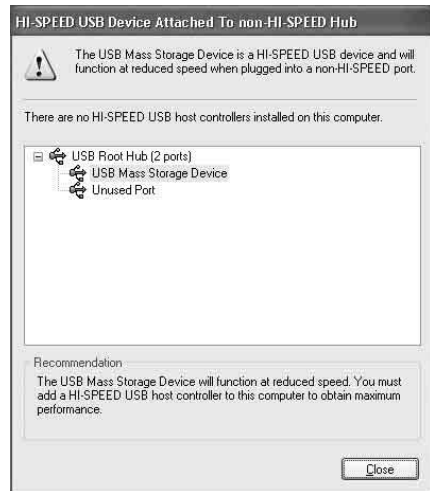 HI-SPEED USB Device Attached To non-HI-SPEED Hub
The USB Mass Storage Device is a HI-SPEED USB device and will
function at reduced speed when plugged into a non-HI-SPEED port.
There are no HI-SPEED USB host controllers installed on this computer.
USB Root Hub (2 ports)
USB Mass Storage Device
Unused Port
Recommendation
The USB Mass Storage Device will function at reduced speed. You must
add a HI-SPEED USB host controller to this computer to obtain maximum
performance.
Close